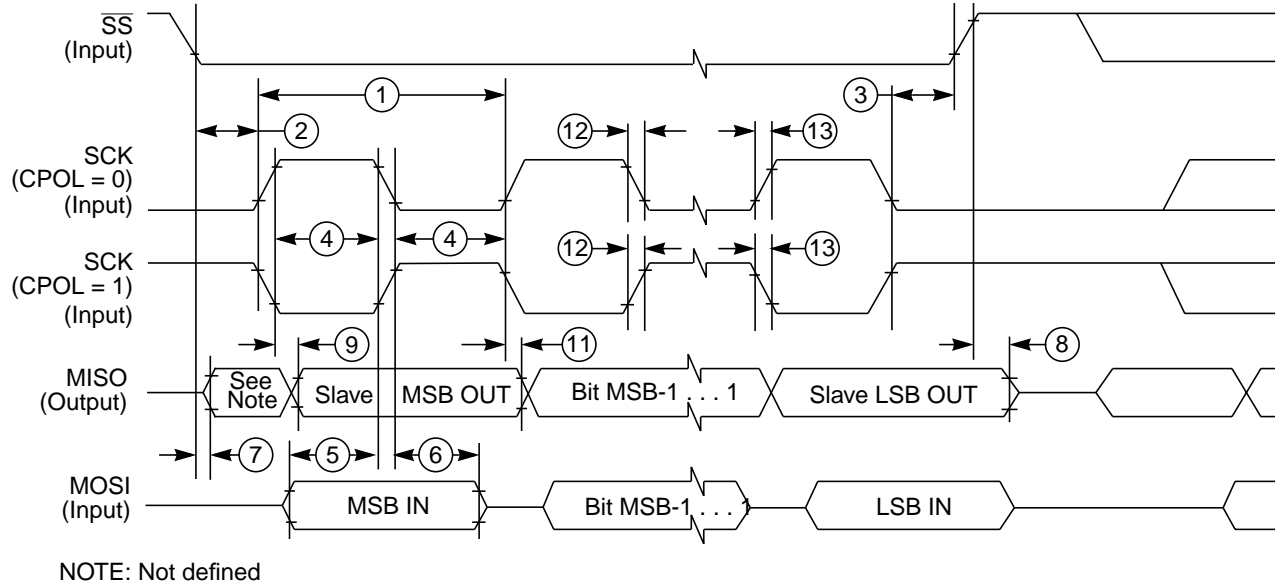 SS
(Input)
1
3
2
12
13
SCK
(CPOL = 0)
(Input)
4
4
12
13
SCK
(CPOL = 1)
(Input)
9
11
8
MISO
(Output)
See
Note
Slave
MSB OUT
Bit MSB-1 . . . 1
Slave LSB OUT
7
5
6
MOSI
(Input)
MSB IN
Bit MSB-1 . . . 1
LSB IN
NOTE: Not defined